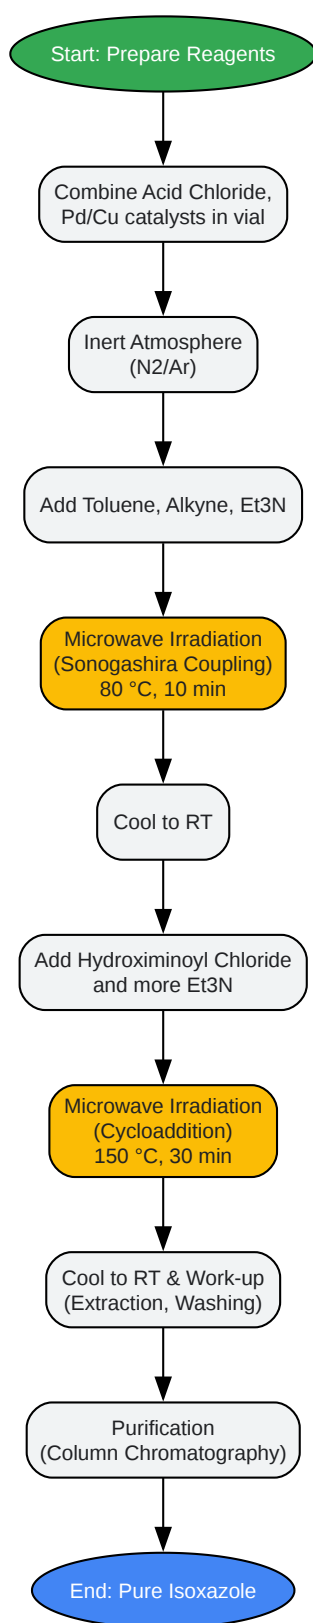 Start: Prepare Reagents
Combine Acid Chloride,
Pd/Cu catalysts in vial
Inert Atmosphere
(N2/Ar)
Add Toluene, Alkyne, Et3N
Microwave Irradiation
(Sonogashira Coupling)
80 °C, 10 min
Cool to RT
Add Hydroximinoyl Chloride
and more Et3N
Microwave Irradiation
(Cycloaddition)
150 °C, 30 min
Cool to RT & Work-up
(Extraction, Washing)
Purification
(Column Chromatography)
End: Pure Isoxazole